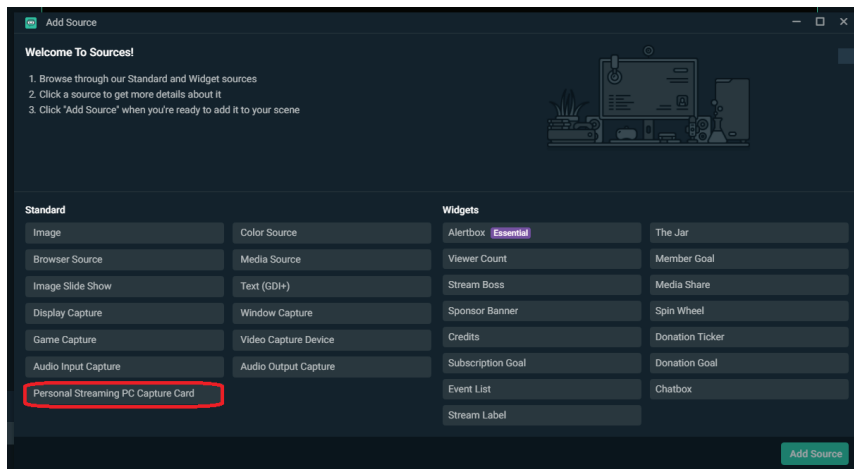 Add Source
Welcome To Sources!
1. Browse through our Standard and Widget sources
2. Click a source to get more details about it
3. Click "Add Source" when you're ready to add it to your scene
Standard
Image
Color Source
Browser Source
Media Source
Image Slide Show
Text (GDI+)
Display Capture
Window Capture
Game Capture
Video Capture Device
Audio Input Capture
Audio Output Capture
Personal Streaming PC Capture Card
Widgets
Alertbox Essential
The Jar
Viewer Count
Member Goal
Stream Boss
Media Share
Sponsor Banner
Spin Wheel
Credits
Donation Ticker
Subscription Goal
Donation Goal
Event List
Chatbox
Stream Label
Add Source